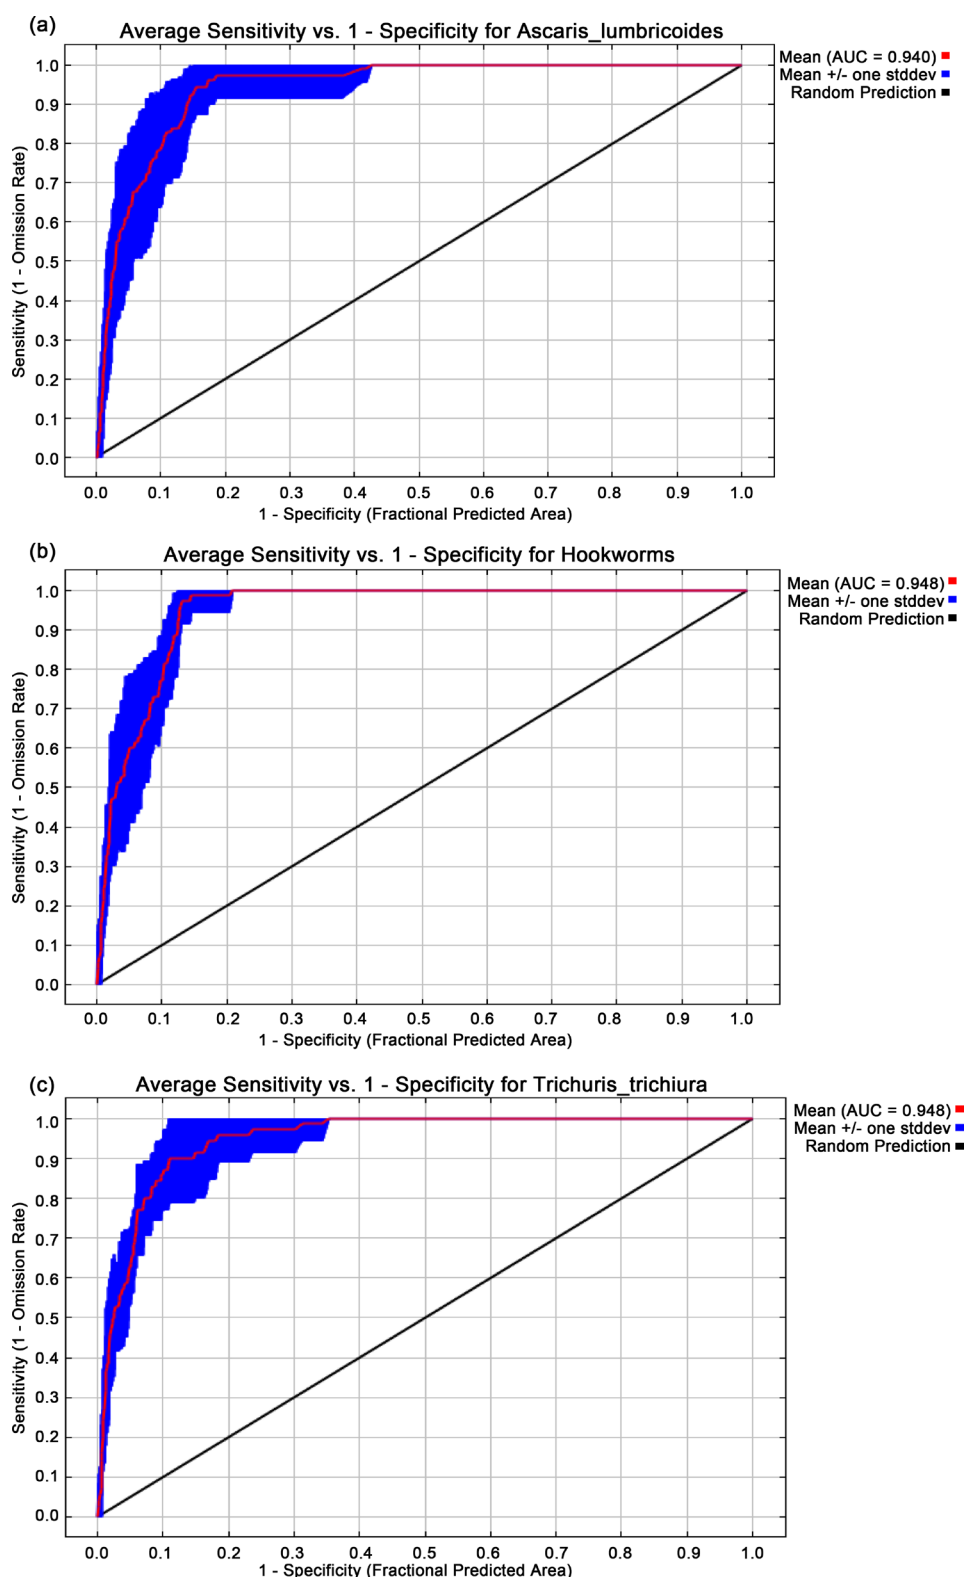 (a)
Average Sensitivity vs. 1 - Specificity for Ascaris_lumbricoides
Mean (AUC = 0.940)
Mean +/- one stddev
Random Prediction
Sensitivity (1 - Omission Rate)
1.0
0.9
0.8
0.7
0.6
0.5
0.4
0.3
0.2
0.1
0.0
0.0 0.1 0.2 0.3 0.4 0.5 0.6 0.7 0.8 0.9 1.0
1 - Specificity (Fractional Predicted Area)
(b)
Average Sensitivity vs. 1 - Specificity for Hookworms
Mean (AUC = 0.948)
Mean +/- one stddev
Random Prediction
Sensitivity (1 - Omission Rate)
1.0
0.9
0.8
0.7
0.6
0.5
0.4
0.3
0.2
0.1
0.0
0.0 0.1 0.2 0.3 0.4 0.5 0.6 0.7 0.8 0.9 1.0
1 - Specificity (Fractional Predicted Area)
(c)
Average Sensitivity vs. 1 - Specificity for Trichuris_trichiura
Mean (AUC = 0.948)
Mean +/- one stddev
Random Prediction
Sensitivity (1 - Omission Rate)
1.0
0.9
0.8
0.7
0.6
0.5
0.4
0.3
0.2
0.1
0.0
0.0 0.1 0.2 0.3 0.4 0.5 0.6 0.7 0.8 0.9 1.0
1 - Specificity (Fractional Predicted Area)